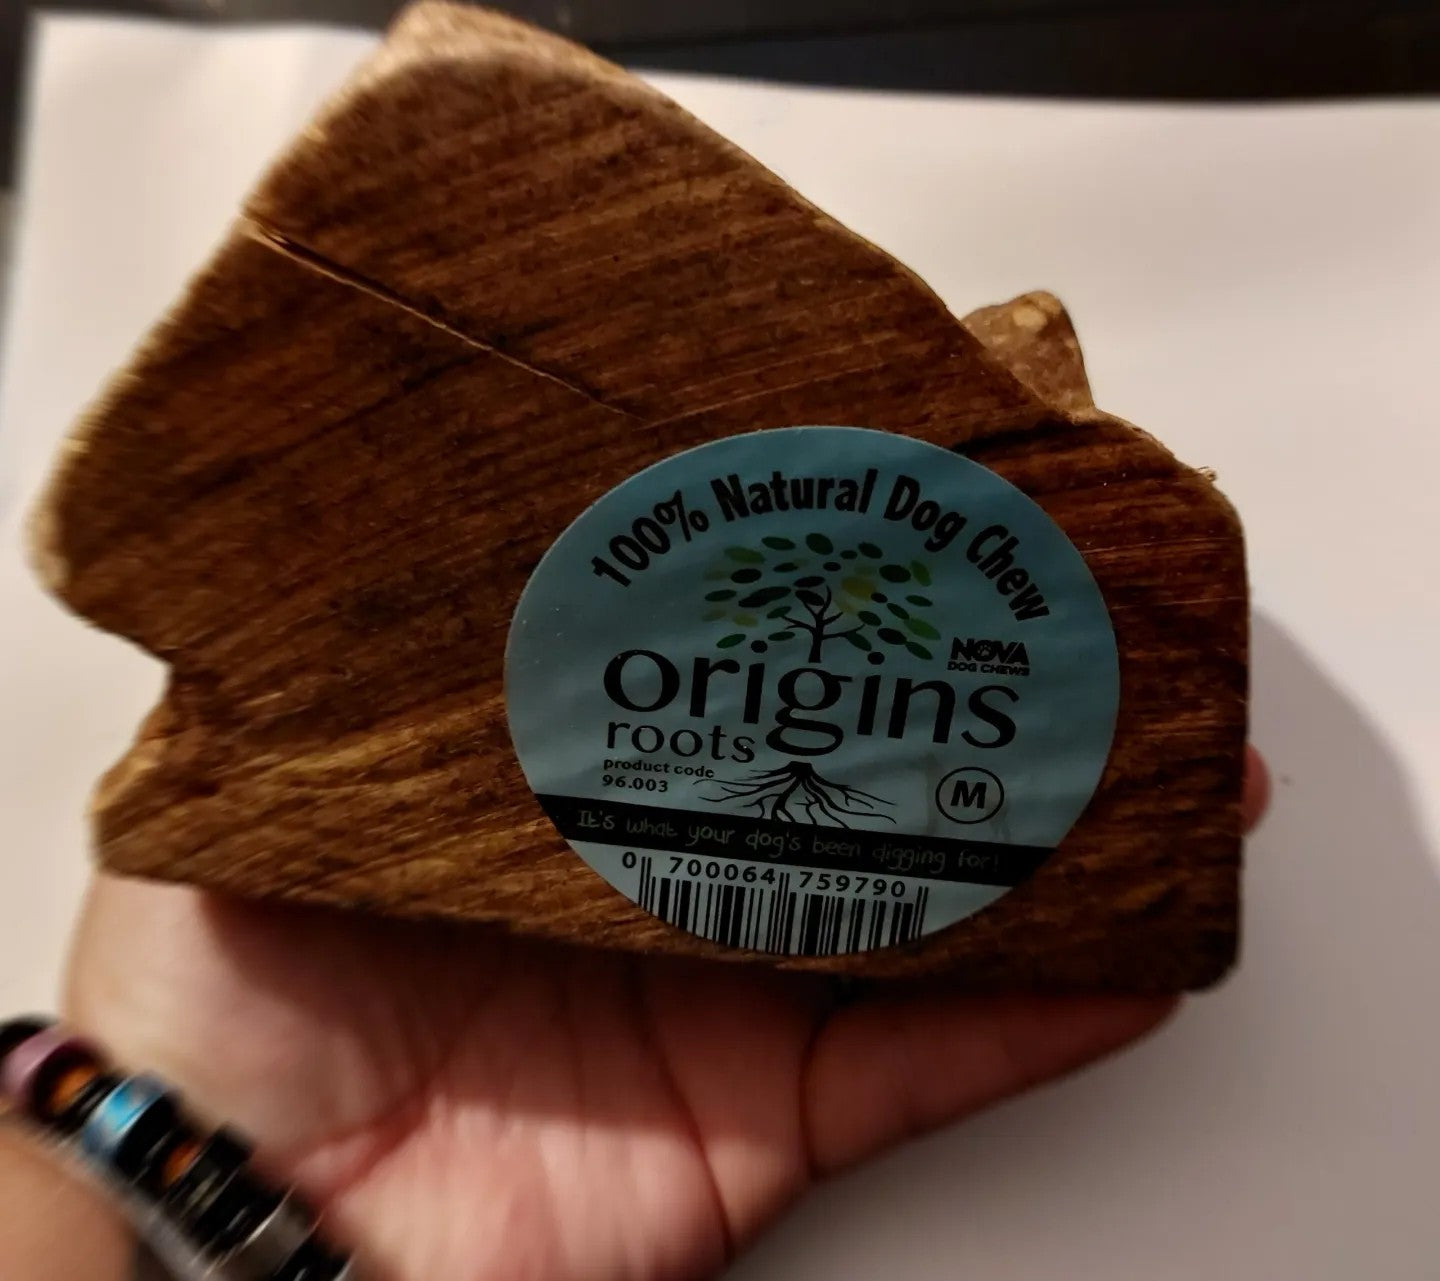 100% Natural Dog Chew
NOVA
DOG CHEWS
origins
roots
product code
96.003
M
It's what your dog's been digging for!
0 700064 759790